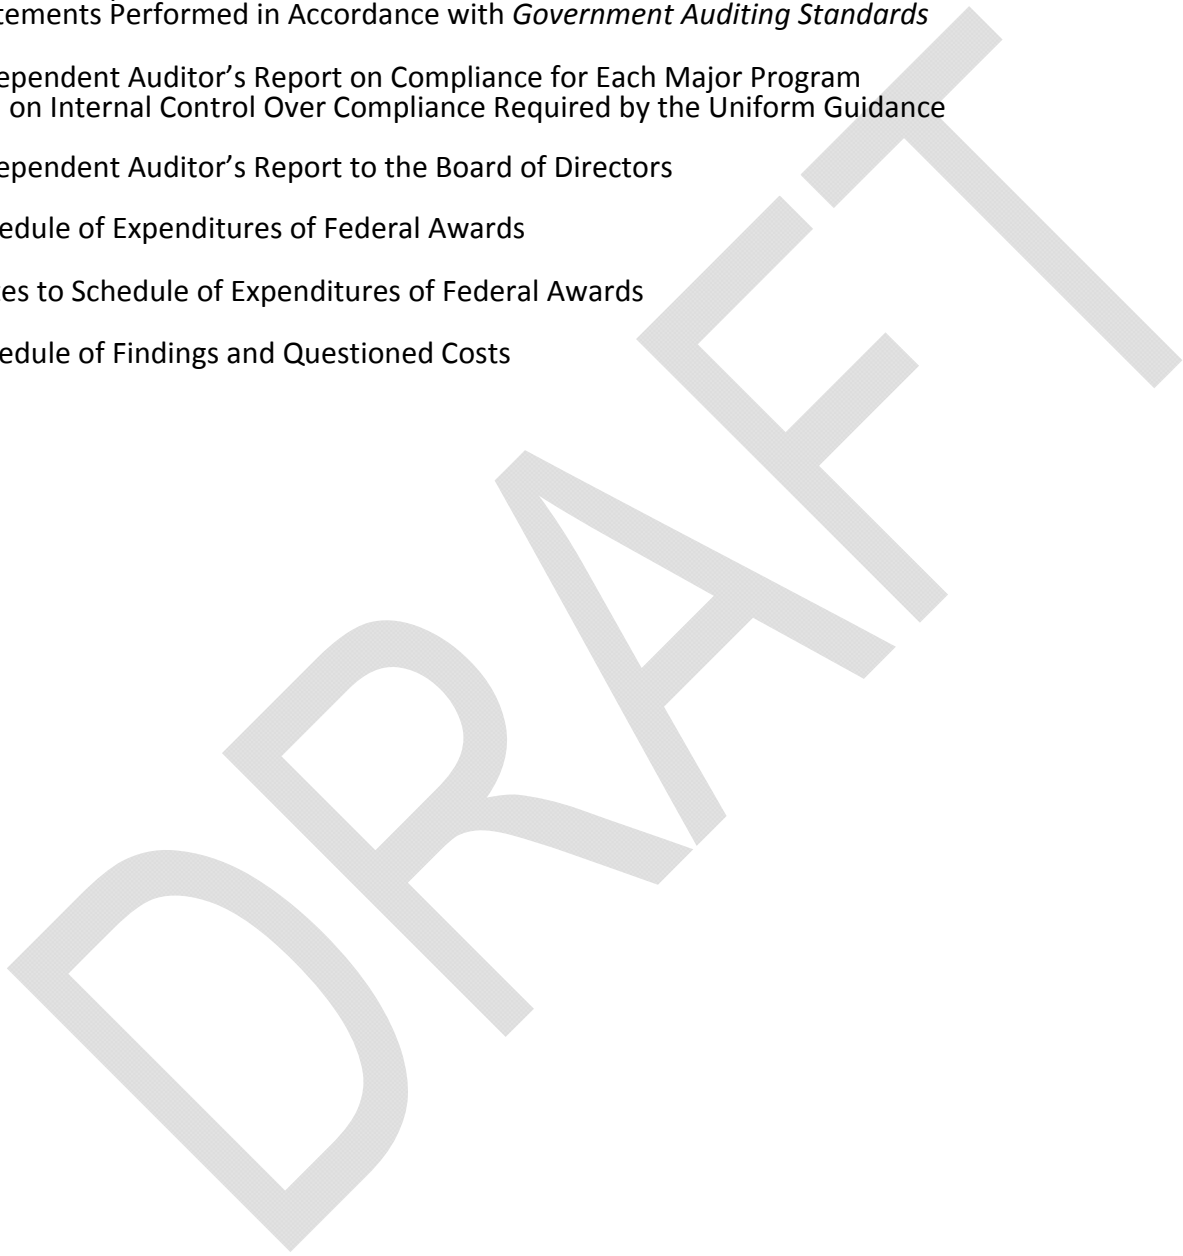 tements Performed in Accordance with Government Auditing Standards
ependent Auditor’s Report on Compliance for Each Major Program
on Internal Control Over Compliance Required by the Uniform Guidance
ependent Auditor’s Report to the Board of Directors
edule of Expenditures of Federal Awards
es to Schedule of Expenditures of Federal Awards
edule of Findings and Questioned Costs
DRAFT